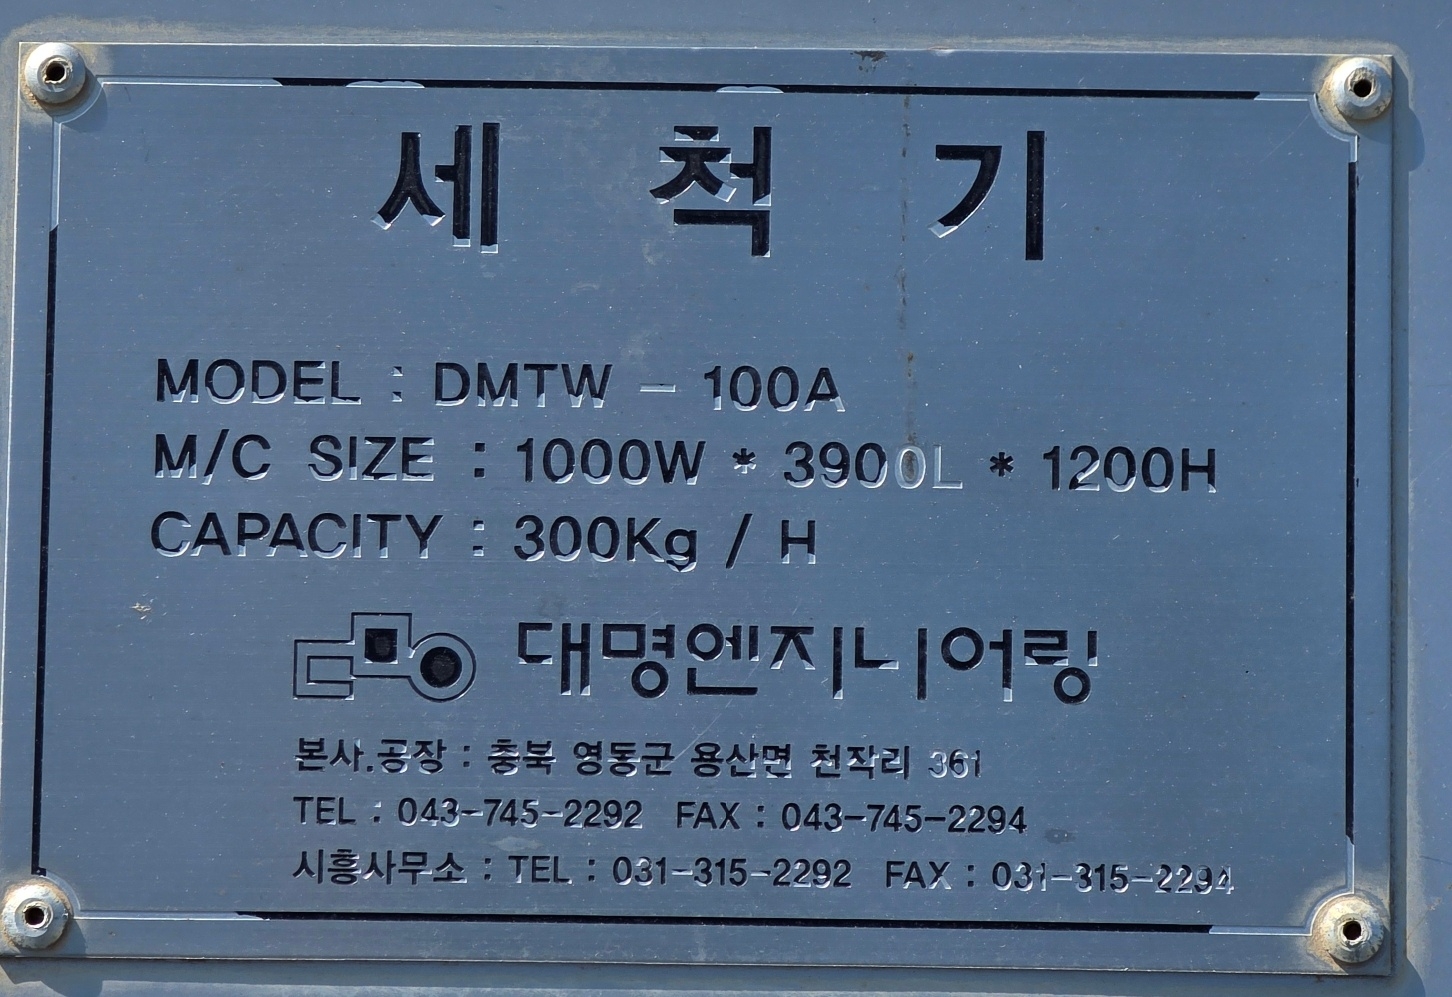 세 척 기
MODEL : DMTW - 100A
M/C SIZE : 1000W * 3900L * 1200H
CAPACITY : 300Kg / H
대명엔지니어링
본사.공장 : 충북 영동군 용산면 천작리 361
TEL : 043-745-2292 FAX : 043-745-2294
시흥사무소 : TEL : 031-315-2292 FAX : 031-315-2294